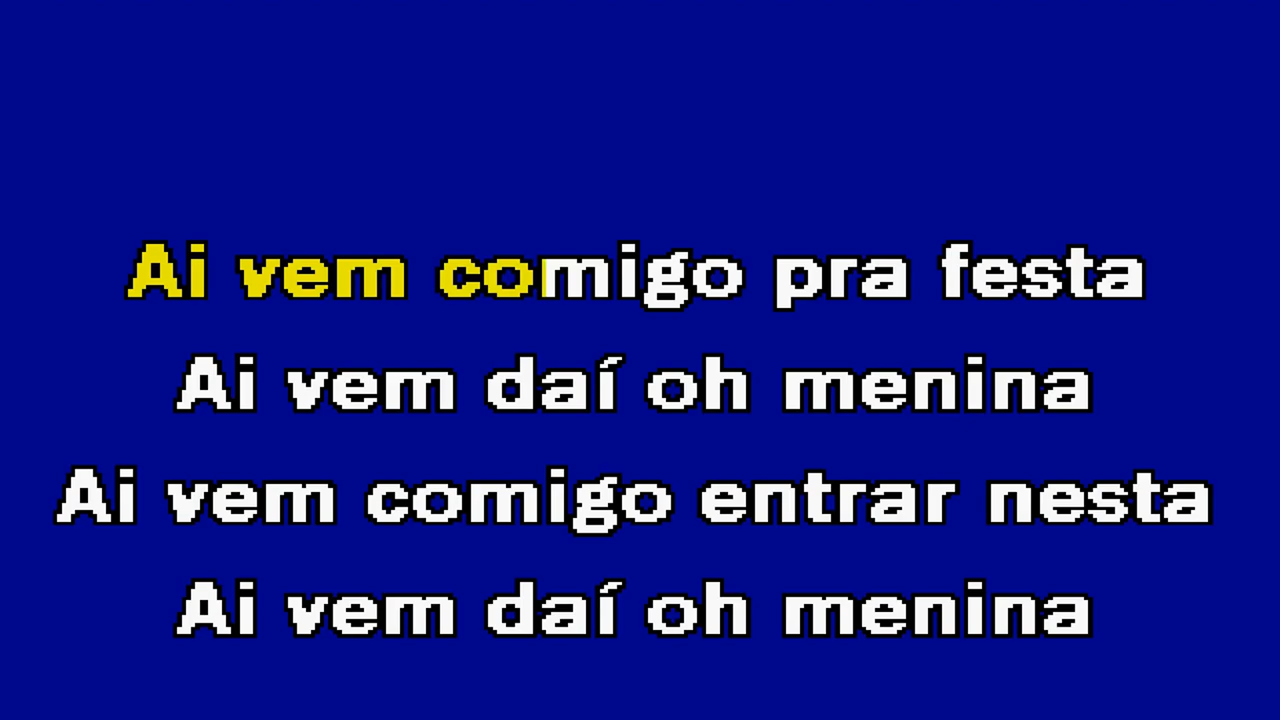 Ai vem comigo pra festa
Ai vem daí oh menina
Ai vem comigo entrar nesta
Ai vem daí oh menina